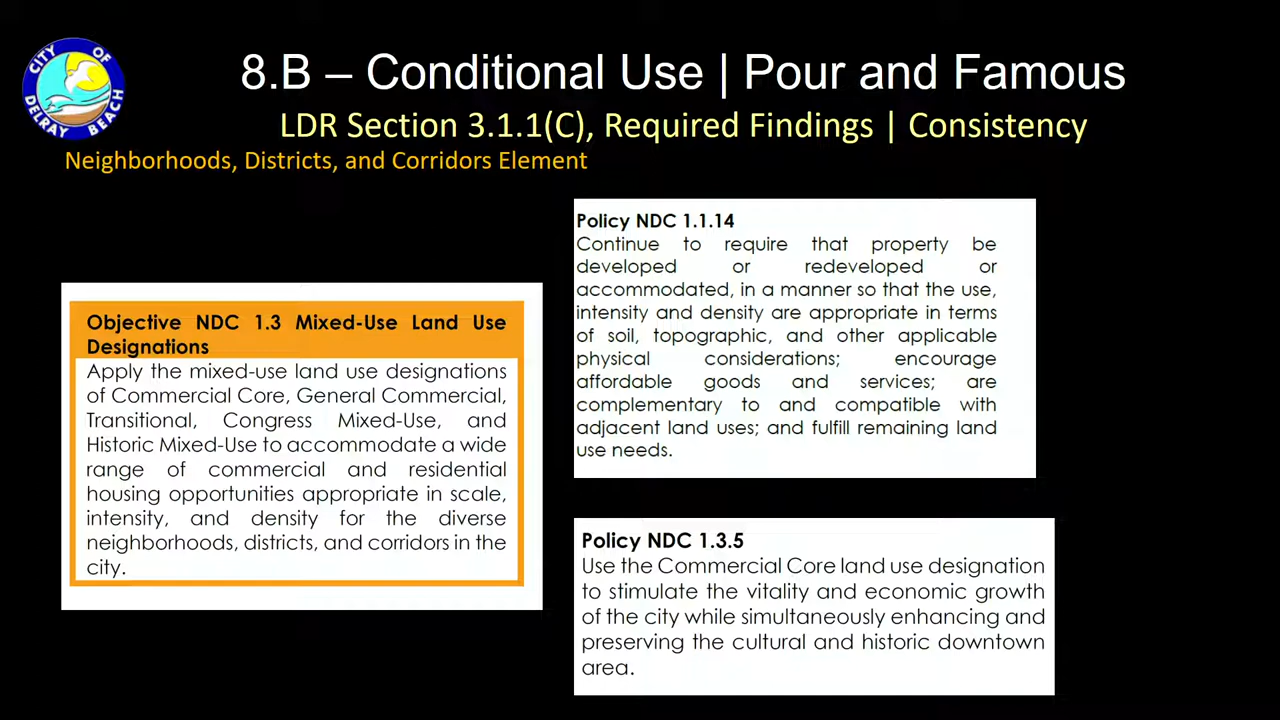 CITY OF
DELRAY BEACH
8.B – Conditional Use | Pour and Famous
LDR Section 3.1.1(C), Required Findings | Consistency
Neighborhoods, Districts, and Corridors Element
Objective NDC 1.3 Mixed-Use Land Use
Designations
Apply the mixed-use land use designations
of Commercial Core, General Commercial,
Transitional, Congress Mixed-Use, and
Historic Mixed-Use to accommodate a wide
range of commercial and residential
housing opportunities appropriate in scale,
intensity, and density for the diverse
neighborhoods, districts, and corridors in the
city.
Policy NDC 1.1.14
Continue to require that property be
developed or redeveloped or
accommodated, in a manner so that the use,
intensity and density are appropriate in terms
of soil, topographic, and other applicable
physical considerations; encourage
affordable goods and services; are
complementary to and compatible with
adjacent land uses; and fulfill remaining land
use needs.
Policy NDC 1.3.5
Use the Commercial Core land use designation
to stimulate the vitality and economic growth
of the city while simultaneously enhancing and
preserving the cultural and historic downtown
area.